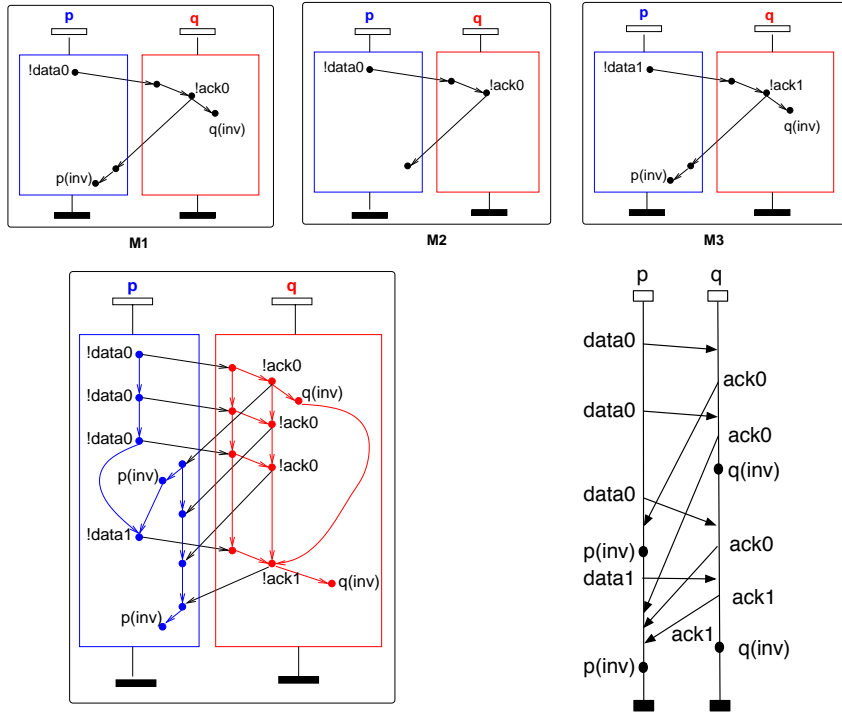 p
q
!data0
!ack0
q(inv)
p(inv)
M1
p
q
!data0
!ack0
M2
p
q
!data1
!ack1
q(inv)
p(inv)
M3
p
q
!data0
!ack0
q(inv)
!data0
!ack0
!data0
!ack0
p(inv)
!data1
!ack1
q(inv)
p(inv)
p
q
data0
ack0
data0
ack0
q(inv)
data0
ack0
p(inv)
data1
ack1
ack1
q(inv)
p(inv)